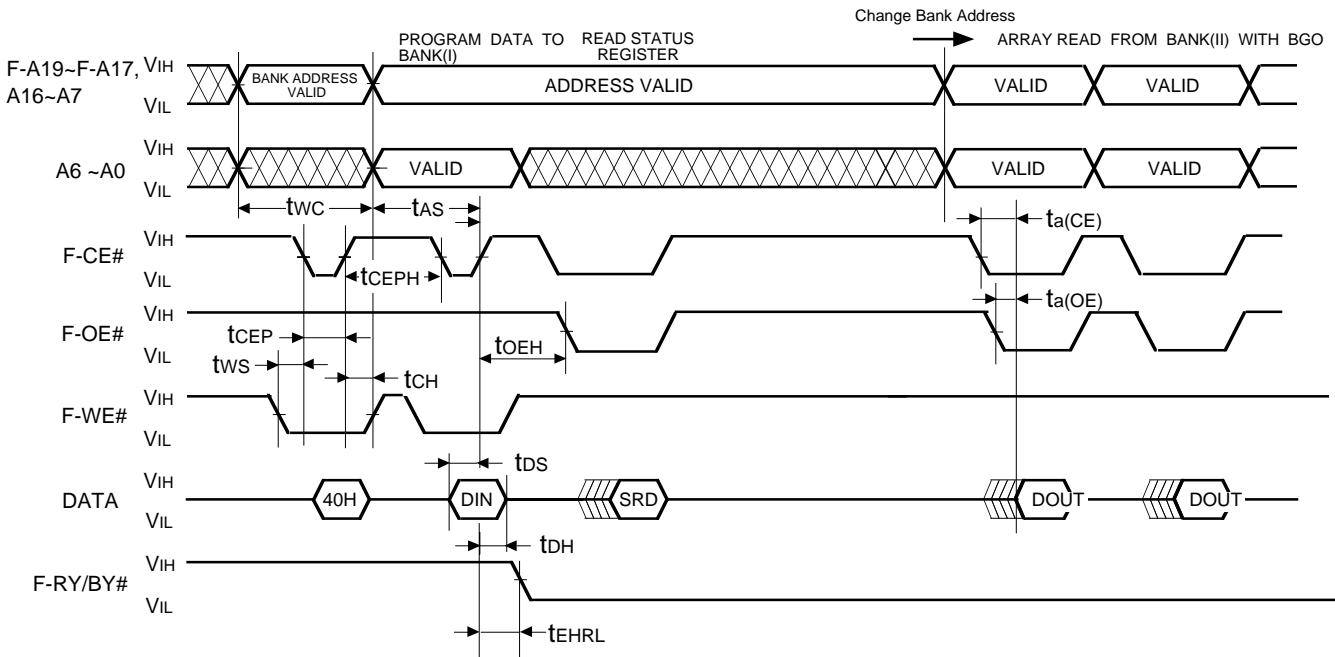 Change Bank Address
PROGRAM DATA TO BANK(I)
READ STATUS REGISTER
ARRAY READ FROM BANK(II) WITH BGO
F-A19~F-A17,
A16~A7
VIH
VIL
BANK ADDRESS VALID
ADDRESS VALID
VALID
VALID
A6 ~A0
VIH
VIL
VALID
VALID
VALID
tWC
tAS
ta(CE)
F-CE#
VIH
VIL
tCEPH
ta(OE)
F-OE#
VIH
VIL
tCEP
tOEH
tWS
tCH
F-WE#
VIH
VIL
tDS
DATA
VIH
VIL
40H
DIN
SRD
DOUT
DOUT
tDH
F-RY/BY#
VIH
VIL
tEHRL